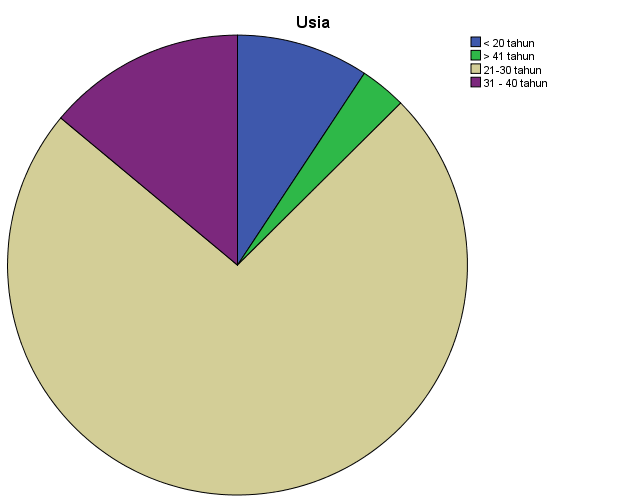 Usia
< 20 tahun
> 41 tahun
21-30 tahun
31 - 40 tahun